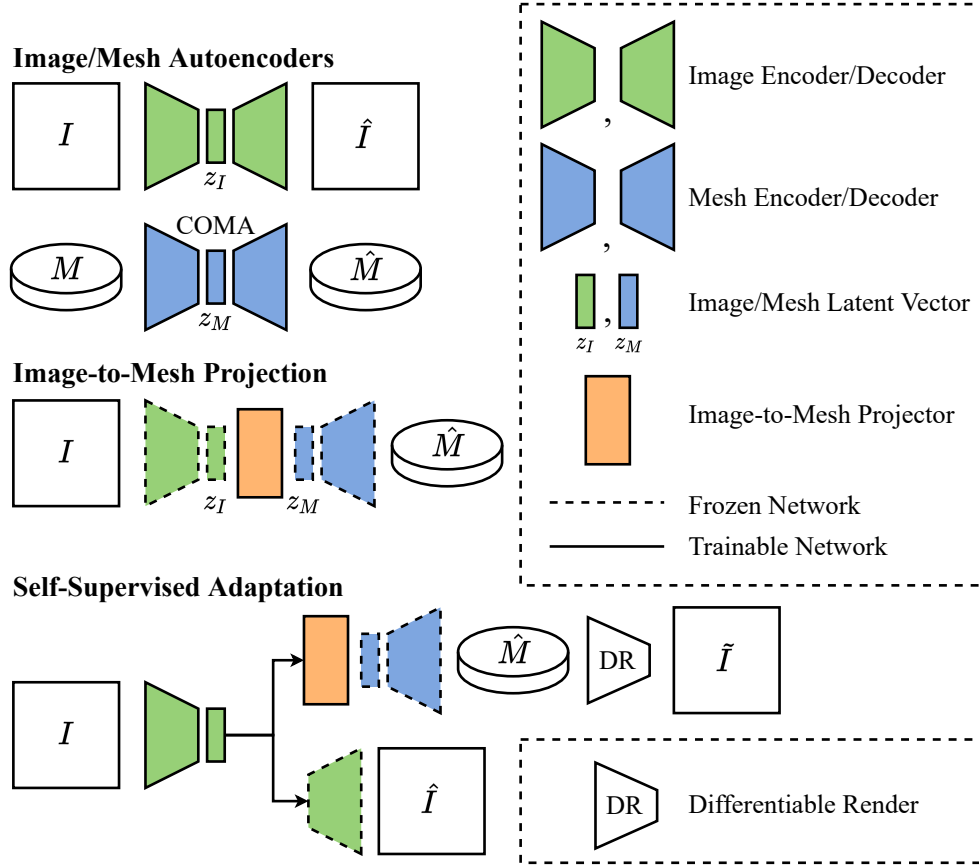 Image/Mesh Autoencoders
I
z_I
Î
COMA
M
z_M
M̂
Image-to-Mesh Projection
I
z_I
z_M
M̂
Self-Supervised Adaptation
I
M̂
DR
Ĩ
Î
Image Encoder/Decoder
,
Mesh Encoder/Decoder
,
Image/Mesh Latent Vector
,
z_I z_M
Image-to-Mesh Projector
Frozen Network
Trainable Network
DR
Differentiable Render